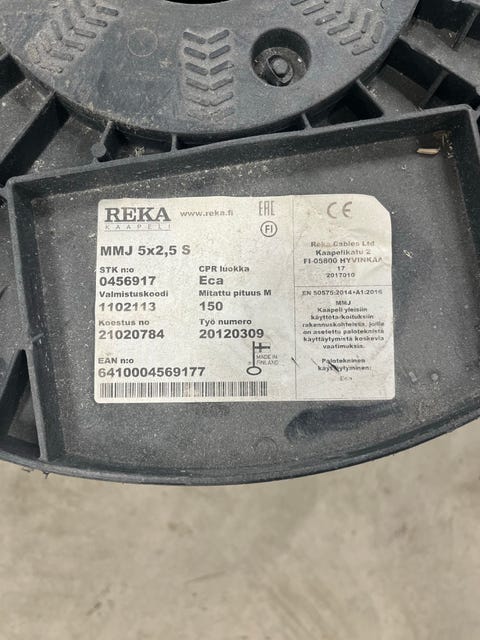 REKA www.reka.fi EAC
KAAPELI
FI
MMJ 5x2,5 S
STK n:o CPR luokka
0456917 Eca
Valmistuskoodi Mitattu pituus M
1102113 150
Koestus no Työ numero
21020784 20120309
EAN n:o
MADE IN
FINLAND
6410004569177
CE
Reka Cables Ltd
Kaapelikatu 2
FI-05800 HYVINKÄÄ
17
2017010
EN 50575:2014+A1:2016
MMJ
Kaapeli yleisiin
käyttötarkoituksiin
rakennuskohteissa, joille
on asetettu paloteknistä
käyttäytymistä koskevia
vaatimuksia.
Palotekninen
käyttäytyminen:
Eca